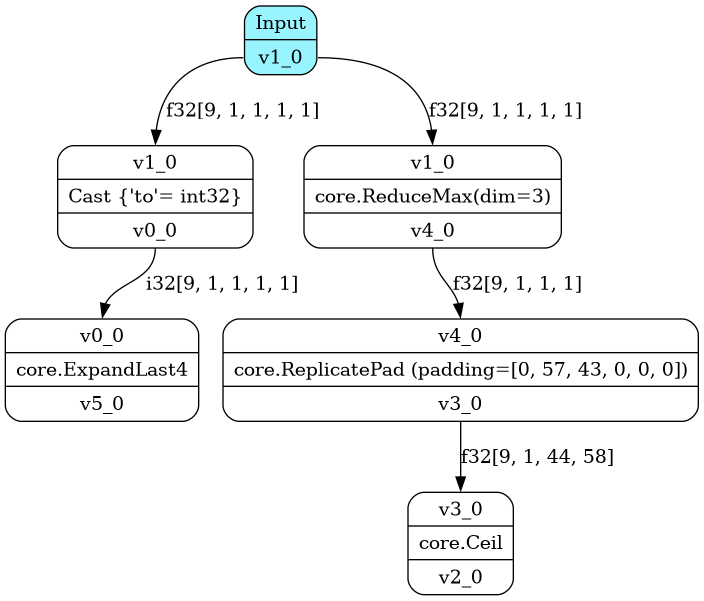 Input
v1_0
f32[9, 1, 1, 1, 1]
f32[9, 1, 1, 1, 1]
v1_0
Cast {'to'= int32}
v0_0
v1_0
core.ReduceMax(dim=3)
v4_0
i32[9, 1, 1, 1, 1]
f32[9, 1, 1, 1]
v0_0
core.ExpandLast4
v5_0
v4_0
core.ReplicatePad (padding=[0, 57, 43, 0, 0, 0])
v3_0
f32[9, 1, 44, 58]
v3_0
core.Ceil
v2_0